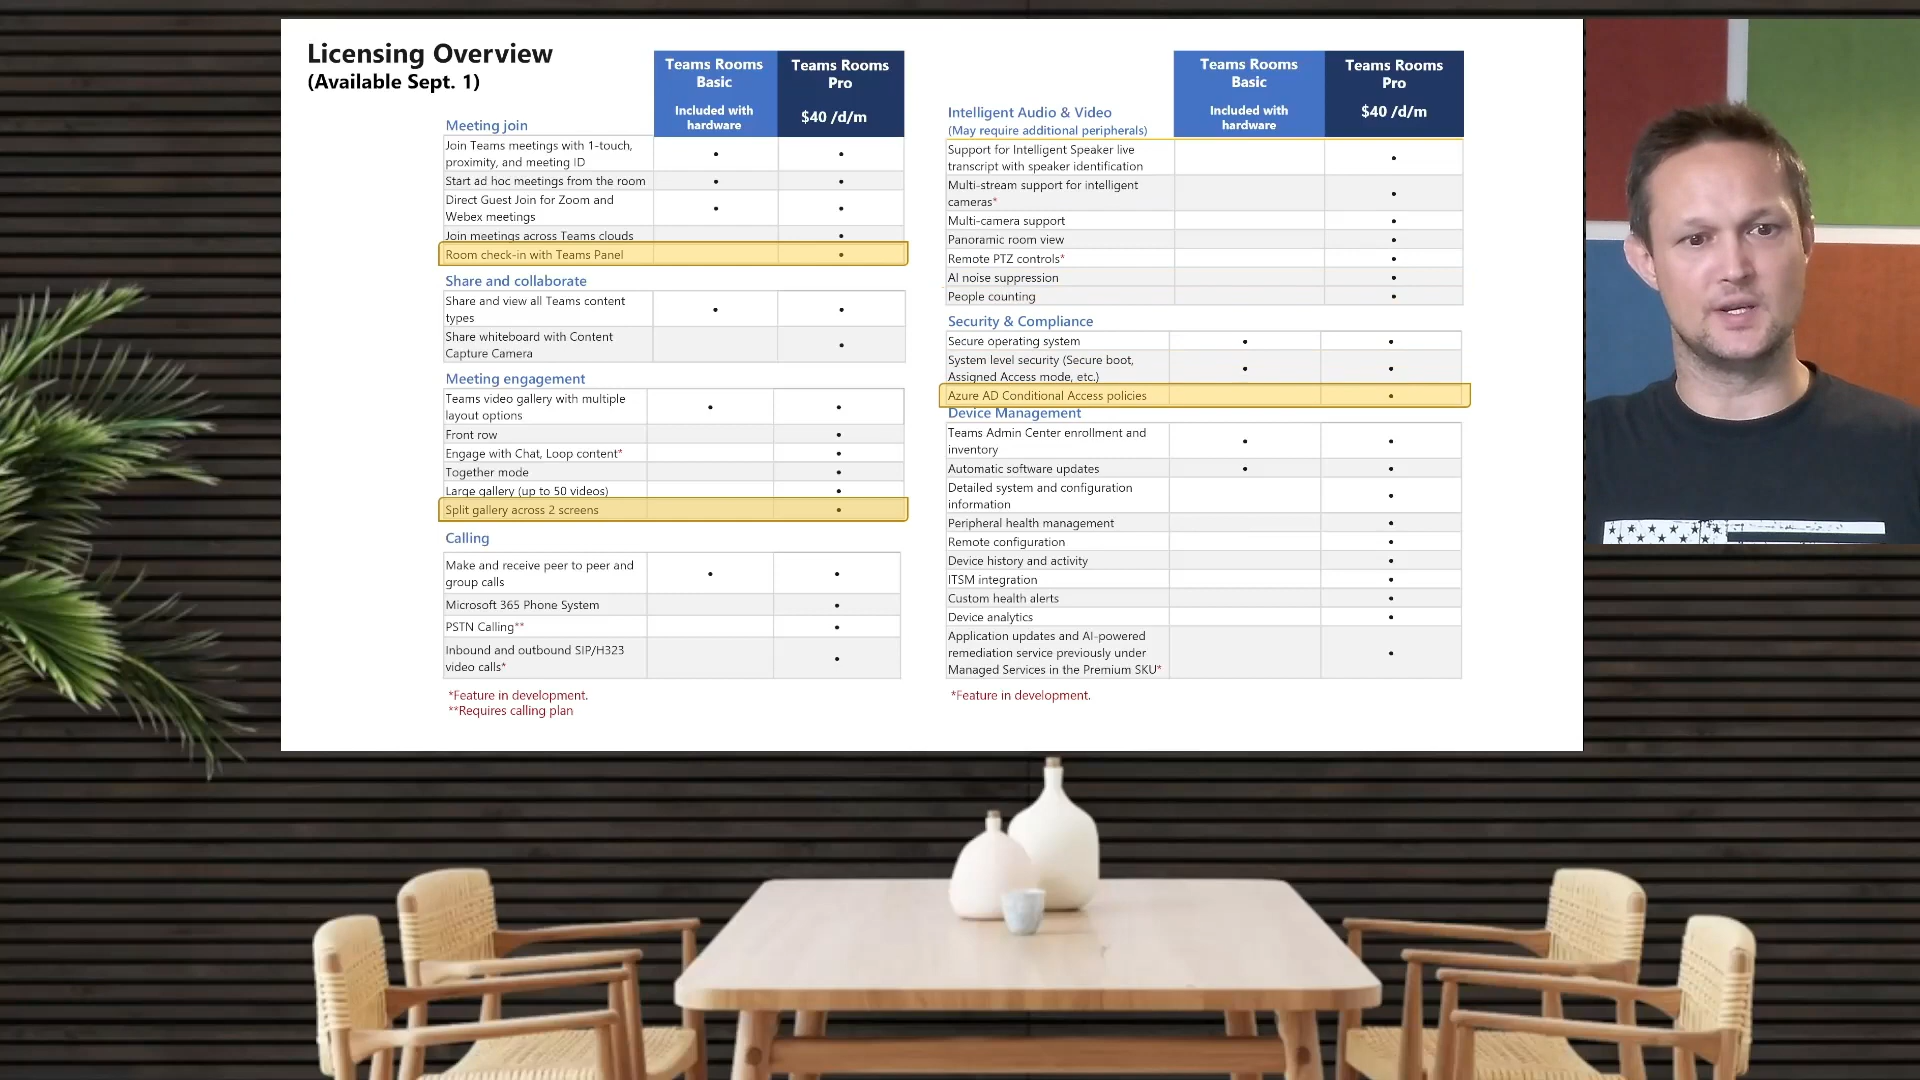 Licensing Overview
(Available Sept. 1)
Teams Rooms
Basic
Included with
hardware
Teams Rooms
Pro
$40 /d/m
Meeting join
Join Teams meetings with 1-touch,
proximity, and meeting ID
•
•
Start ad hoc meetings from the room
•
•
Direct Guest Join for Zoom and
Webex meetings
•
•
Join meetings across Teams clouds
•
Room check-in with Teams Panel
•
Share and collaborate
Share and view all Teams content
types
•
•
Share whiteboard with Content
Capture Camera
•
Meeting engagement
Teams video gallery with multiple
layout options
•
•
Front row
•
Engage with Chat, Loop content*
•
Together mode
•
Large gallery (up to 50 videos)
•
Split gallery across 2 screens
•
Calling
Make and receive peer to peer and
group calls
•
•
Microsoft 365 Phone System
•
PSTN Calling**
•
Inbound and outbound SIP/H323
video calls*
•
*Feature in development.
**Requires calling plan
Teams Rooms
Basic
Included with
hardware
Teams Rooms
Pro
$40 /d/m
Intelligent Audio & Video
(May require additional peripherals)
Support for Intelligent Speaker live
transcript with speaker identification
•
Multi-stream support for intelligent
cameras*
•
Multi-camera support
•
Panoramic room view
•
Remote PTZ controls*
•
AI noise suppression
•
People counting
•
Security & Compliance
Secure operating system
•
•
System level security (Secure boot,
Assigned Access mode, etc.)
•
•
Azure AD Conditional Access policies
•
Device Management
Teams Admin Center enrollment and
inventory
•
•
Automatic software updates
•
•
Detailed system and configuration
information
•
Peripheral health management
•
Remote configuration
•
Device history and activity
•
ITSM integration
•
Custom health alerts
•
Device analytics
•
Application updates and AI-powered
remediation service previously under
Managed Services in the Premium SKU*
•
*Feature in development.